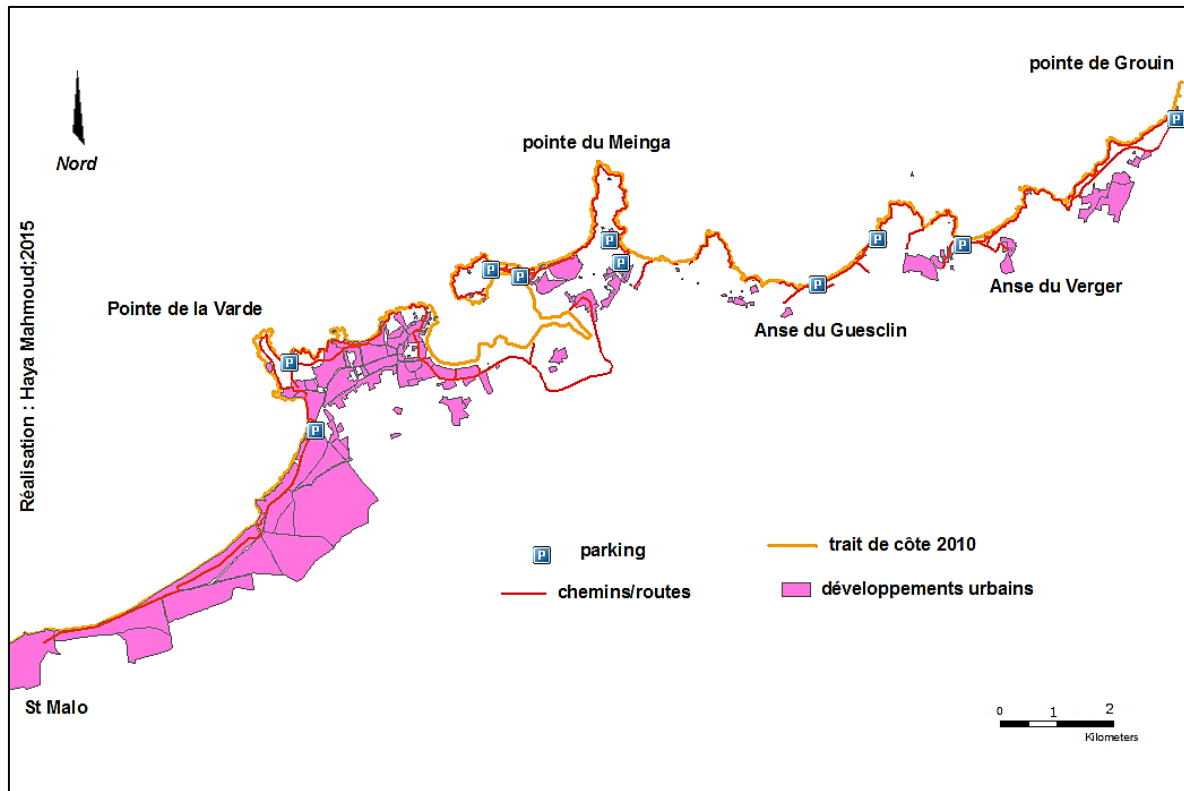 pointe de Grouin
pointe du Meinga
Nord
Anse du Verger
Pointe de la Varde
Anse du Guesclin
Réalisation : Haya Mahmoud;2015
P
P
P
P
P
P
P
P
P
P
P parking
trait de côte 2010
chemins/routes
développements urbains
St Malo
0 1 2
Kilometers